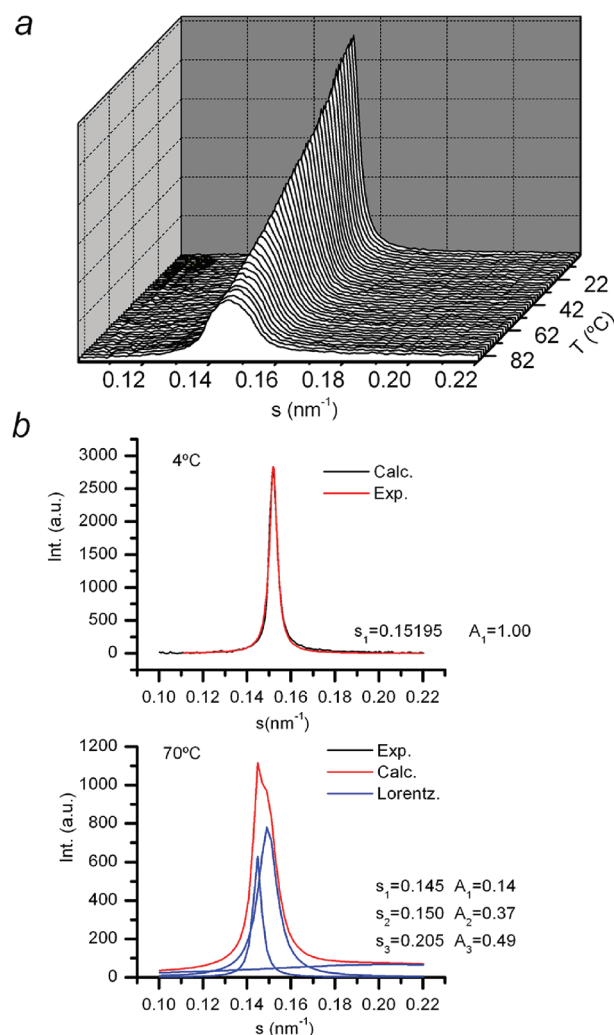 a
22
42
62
82
T (ºC)
0.12 0.14 0.16 0.18 0.20 0.22
s (nm⁻¹)
b
3000
2500
2000
1500
1000
500
0
Int. (a.u.)
4ºC
Calc.
Exp.
s₁=0.15195 A₁=1.00
0.10 0.12 0.14 0.16 0.18 0.20 0.22
s(nm⁻¹)
1200
1000
800
600
400
200
0
Int. (a.u.)
70ºC
Exp.
Calc.
Lorentz.
s₁=0.145 A₁=0.14
s₂=0.150 A₂=0.37
s₃=0.205 A₃=0.49
0.10 0.12 0.14 0.16 0.18 0.20 0.22
s (nm⁻¹)